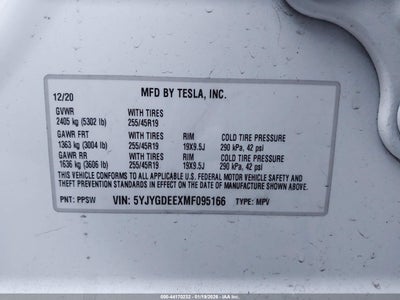 12/20 MFD BY TESLA, INC.
GVWR WITH TIRES
2405 kg (5302 lb) 255/45R19
GAWR FRT WITH TIRES RIM COLD TIRE PRESSURE
1363 kg (3004 lb) 255/45R19 19X9.5J 290 kPa, 42 psi
GAWR RR WITH TIRES RIM COLD TIRE PRESSURE
1636 kg (3606 lb) 255/45R19 19X9.5J 290 kPa, 42 psi
THIS VEHICLE CONFORMS TO ALL APPLICABLE U.S. FEDERAL MOTOR
VEHICLE SAFETY AND THEFT PREVENTION STANDARDS IN
EFFECT ON THE DATE OF MANUFACTURE SHOWN ABOVE.
PNT: PPSW VIN: 5YJYGDEEXMF095166 TYPE: MPV